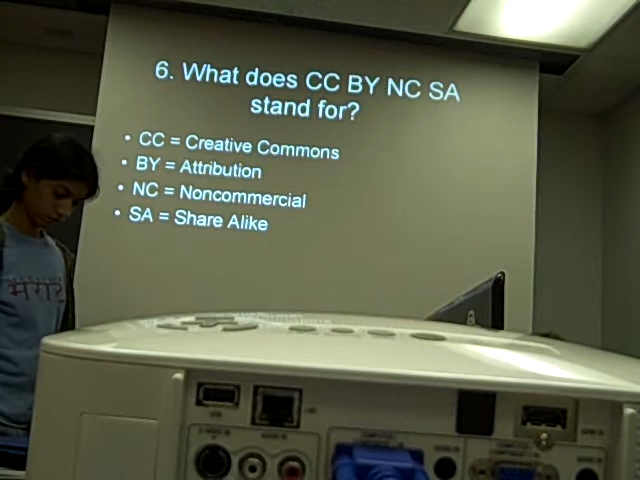 6. What does CC BY NC SA
stand for?
• CC = Creative Commons
• BY = Attribution
• NC = Noncommercial
• SA = Share Alike